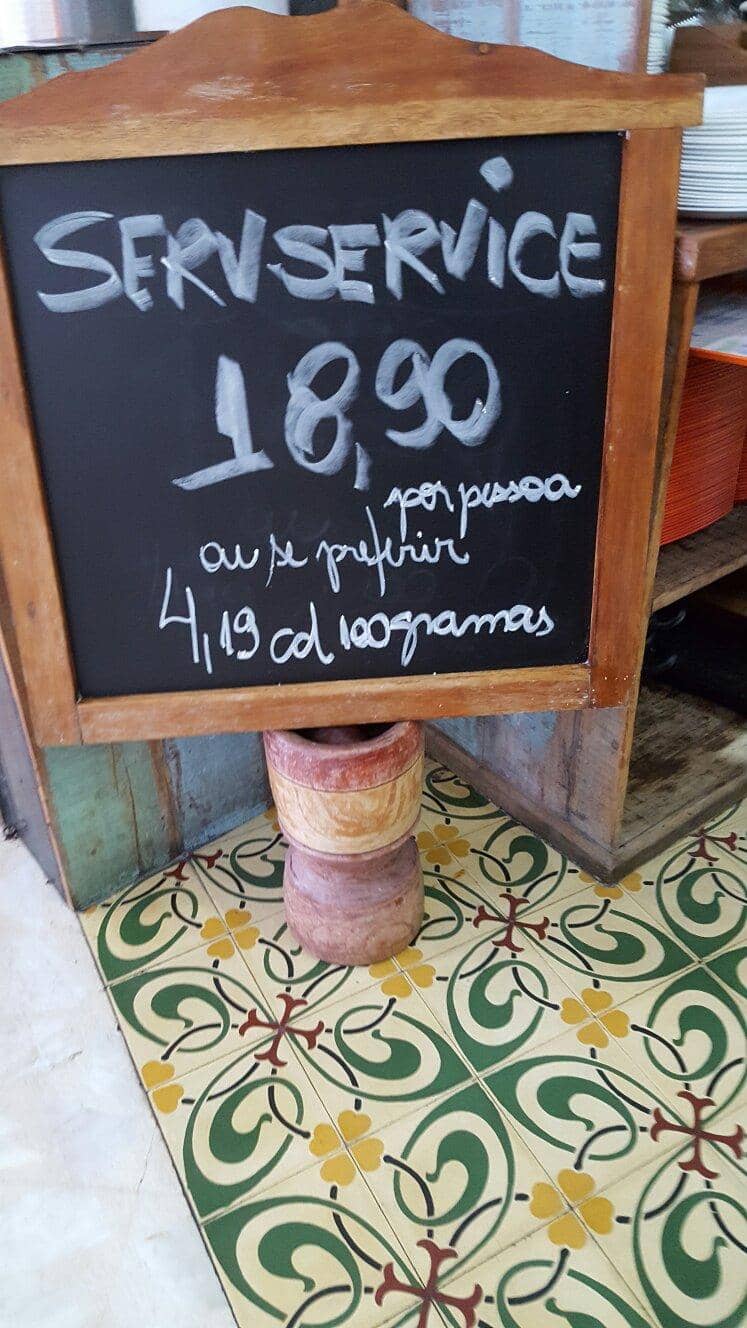 SERVSERVICE
18,90
por pessoa
ou se preferir
4,19 cd 100gramas